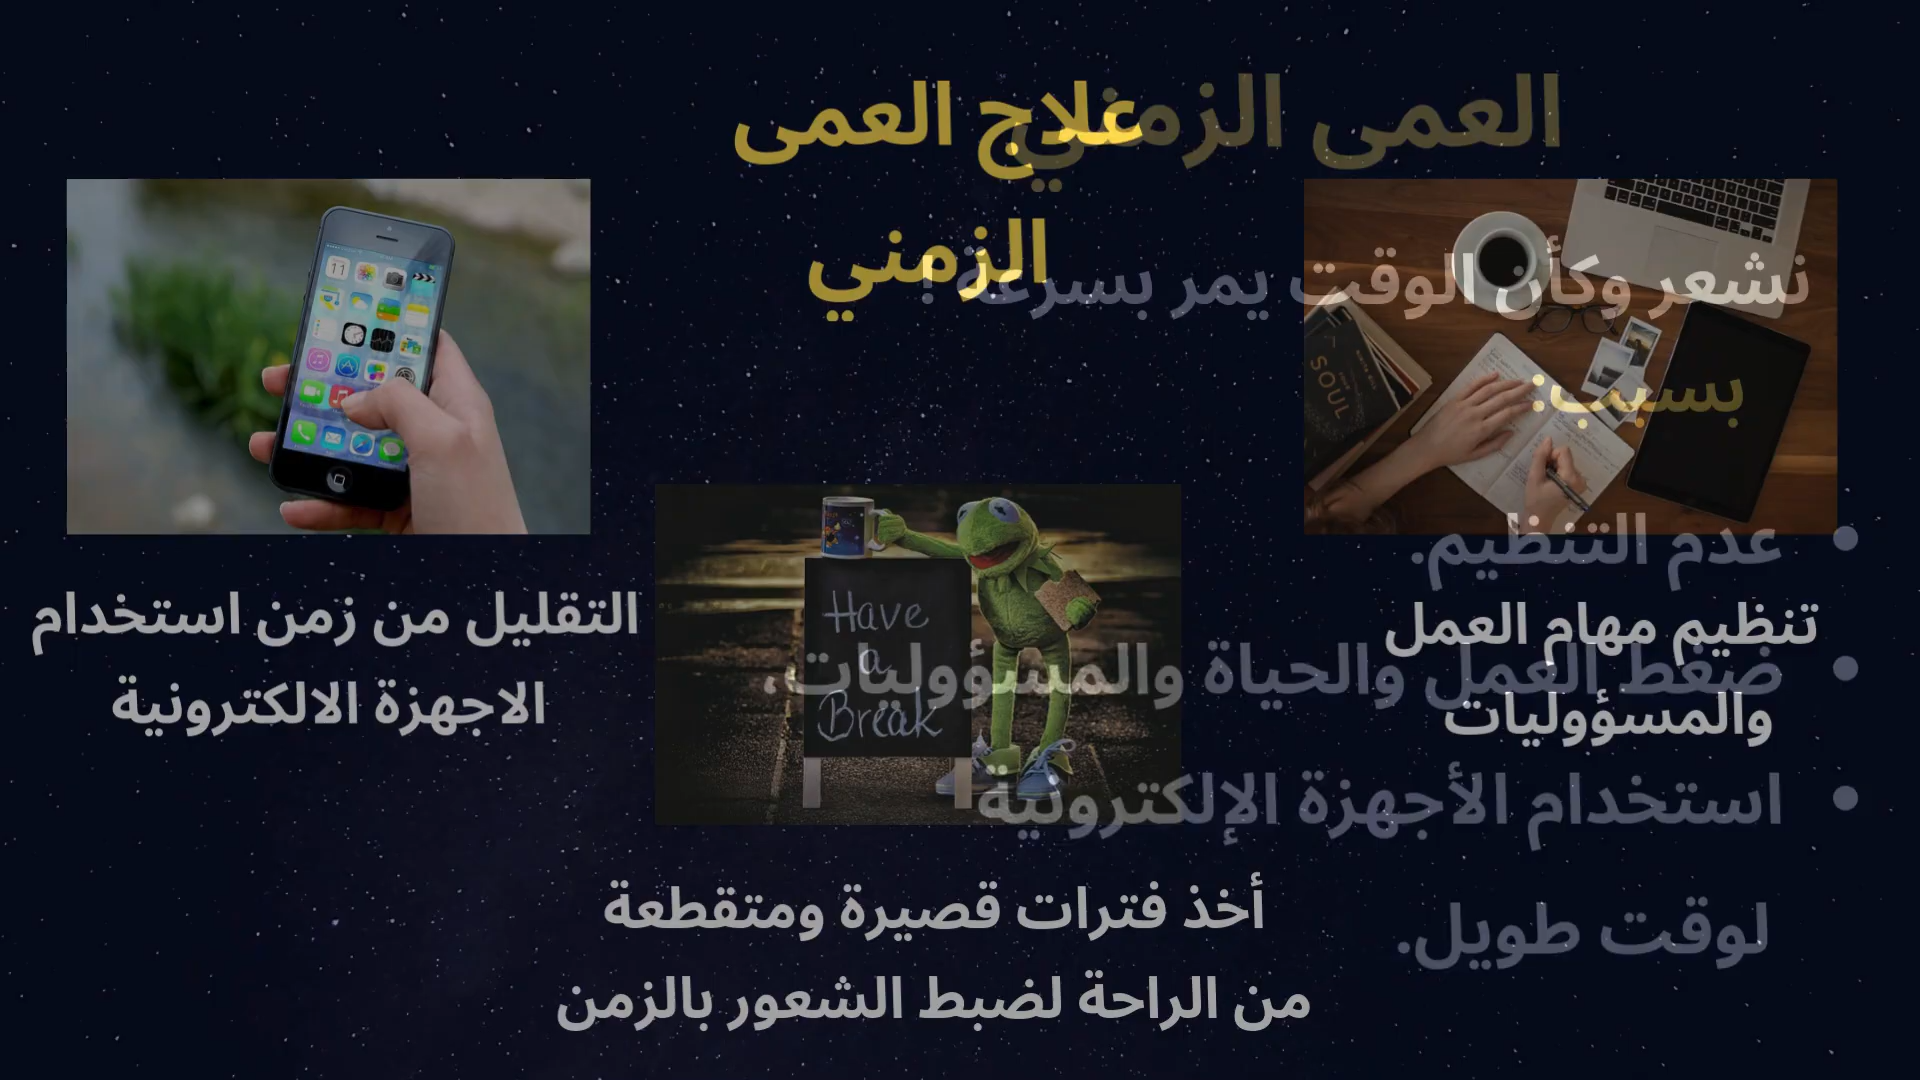 العمى الزمني
نشعر وكأن الوقت يمر بسرعة !
بسبب:
عدم التنظيم.
ضغط العمل والحياة والمسؤوليات،
استخدام الأجهزة الإلكترونية
لوقت طويل.
علاج العمى
الزمني
تنظيم مهام العمل
والمسؤوليات
SOUL
Have
a
Break
أخذ فترات قصيرة ومتقطعة
من الراحة لضبط الشعور بالزمن
11
التقليل من زمن استخدام
الاجهزة الالكترونية